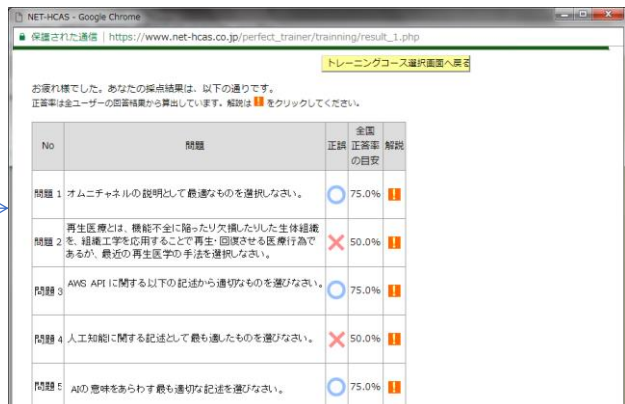 NET-HCAS - Google Chrome
保護された通信 | https://www.net-hcas.co.jp/perfect_trainer/trainning/result_1.php
トレーニングコース選択画面へ戻る
お疲れ様でした。あなたの採点結果は、以下の通りです。
正答率は全ユーザーの回答結果から算出しています。解説は ! をクリックしてください。
No 問題 正誤 全国正答率の目安 解説
問題 1 オムニチャネルの説明として最適なものを選択しなさい。 75.0% !
再生医療とは、機能不全に陥ったり欠損したりした生体組織
問題 2 を、組織工学を応用することで再生・回復させる医療行為で 50.0% !
あるが、最近の再生医学の手法を選択しなさい。
問題 3 AWS APIに関する以下の記述から適切なものを選びなさい。 75.0% !
問題 4 人工知能に関する記述として最も適したものを選びなさい。 50.0% !
問題 5 AIの意味をあらわす最も適切な記述を選びなさい。 75.0% !